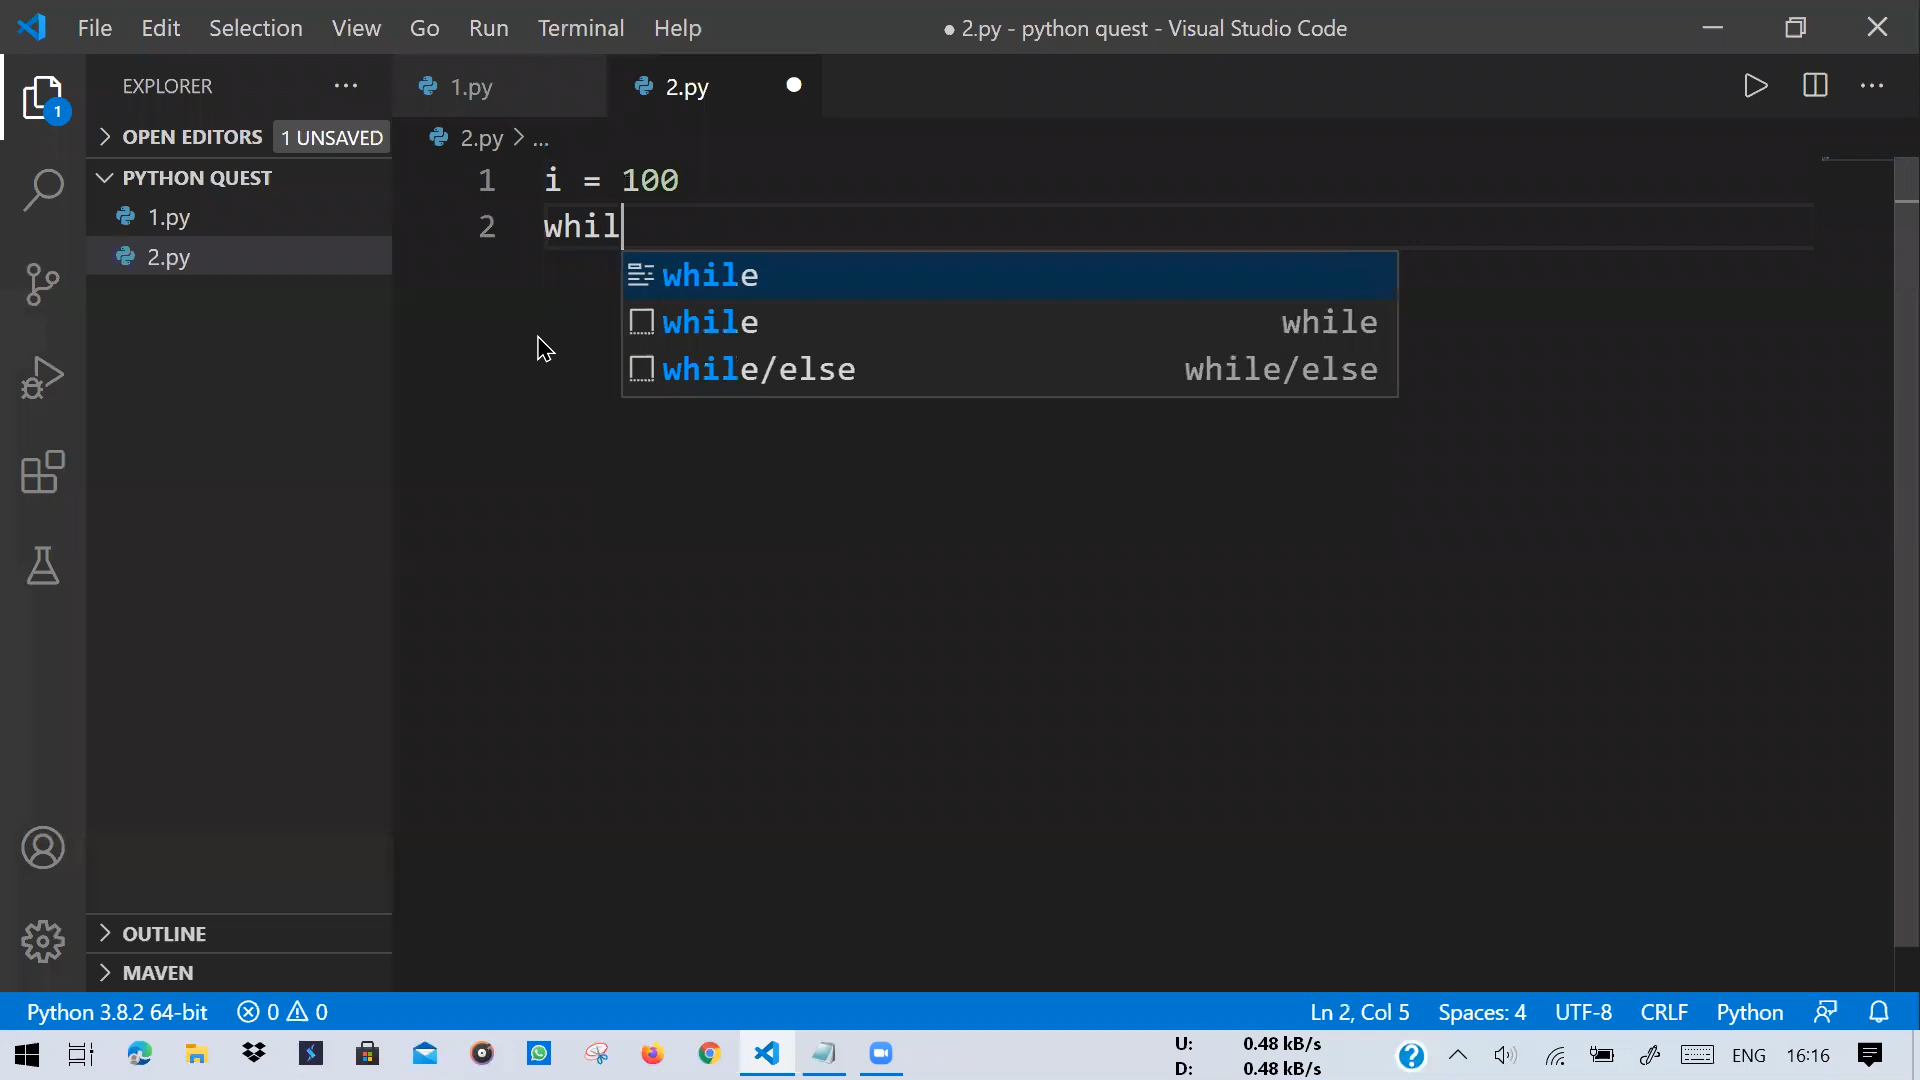 File Edit Selection View Go Run Terminal Help
● 2.py - python quest - Visual Studio Code
1
EXPLORER ...
1.py
2.py
OPEN EDITORS 1 UNSAVED
2.py > ...
PYTHON QUEST
1.py
2.py
1 i = 100
2 whil
while
while while
while/else while/else
OUTLINE
MAVEN
Python 3.8.2 64-bit 0 0
Ln 2, Col 5 Spaces: 4 UTF-8 CRLF Python
U: 0.48 kB/s
D: 0.48 kB/s
ENG 16:16